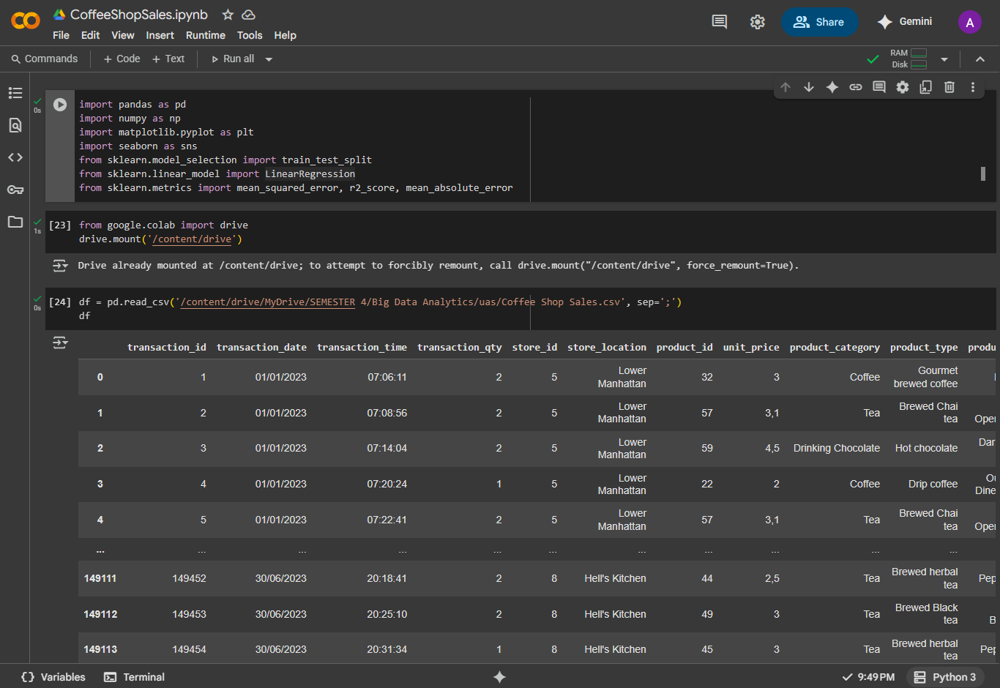 CoffeeShopSales.ipynb
File Edit View Insert Runtime Tools Help
Share
Gemini
A
Commands + Code + Text Run all
RAM
Disk
0s
import pandas as pd
import numpy as np
import matplotlib.pyplot as plt
import seaborn as sns
from sklearn.model_selection import train_test_split
from sklearn.linear_model import LinearRegression
from sklearn.metrics import mean_squared_error, r2_score, mean_absolute_error
1s
[23] from google.colab import drive
drive.mount('/content/drive')
Drive already mounted at /content/drive; to attempt to forcibly remount, call drive.mount("/content/drive", force_remount=True).
0s
[24] df = pd.read_csv('/content/drive/MyDrive/SEMESTER 4/Big Data Analytics/uas/Coffee Shop Sales.csv', sep=';')
df
transaction_id transaction_date transaction_time transaction_qty store_id store_location product_id unit_price product_category product_type produ
0 1 01/01/2023 07:06:11 2 5 Lower Manhattan 32 3 Coffee Gourmet brewed coffee
1 2 01/01/2023 07:08:56 2 5 Lower Manhattan 57 3,1 Tea Brewed Chai tea Oper
2 3 01/01/2023 07:14:04 2 5 Lower Manhattan 59 4,5 Drinking Chocolate Hot chocolate Dar
3 4 01/01/2023 07:20:24 1 5 Lower Manhattan 22 2 Coffee Drip coffee Dine
4 5 01/01/2023 07:22:41 2 5 Lower Manhattan 57 3,1 Tea Brewed Chai tea Oper
... ... ... ... ... ... ... ... ... ... ...
149111 149452 30/06/2023 20:18:41 2 8 Hell's Kitchen 44 2,5 Tea Brewed herbal tea Pep
149112 149453 30/06/2023 20:25:10 2 8 Hell's Kitchen 49 3 Tea Brewed Black tea B
149113 149454 30/06/2023 20:31:34 1 8 Hell's Kitchen 45 3 Tea Brewed herbal tea Pep
Variables Terminal 9:49 PM Python 3